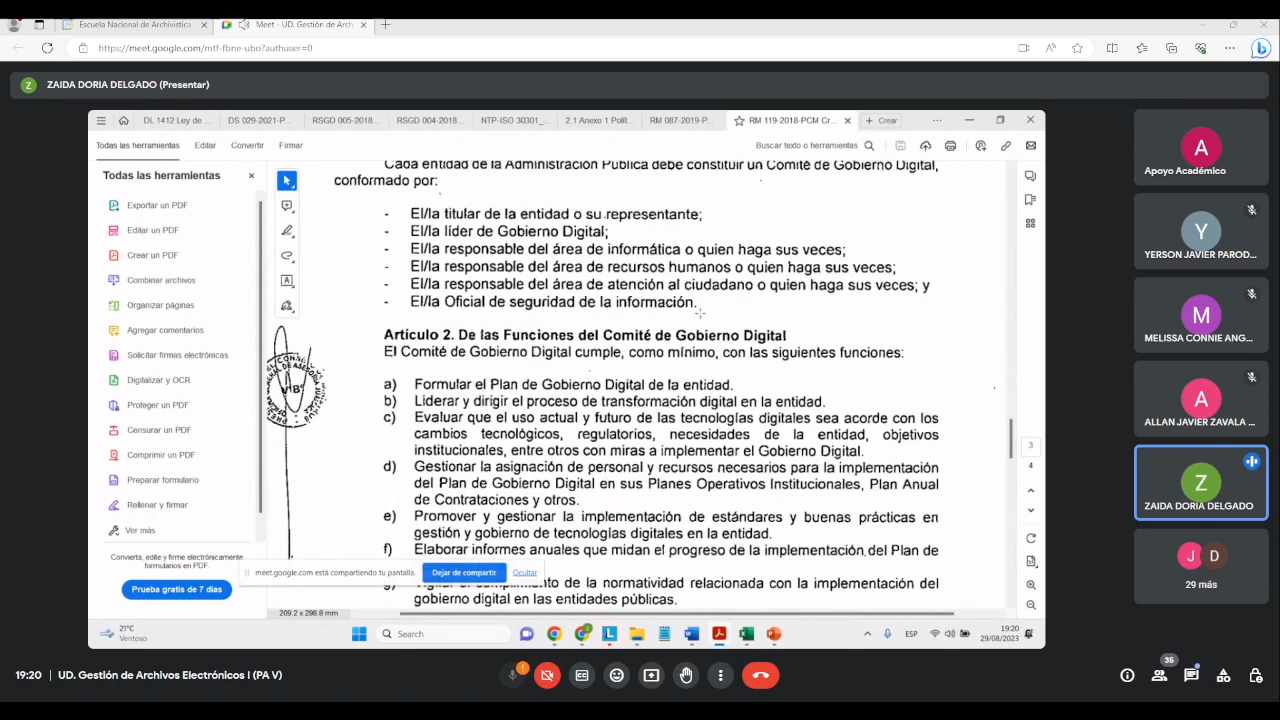 Escuela Nacional de Archivística
Meet - UD. Gestión de Arch
https://meet.google.com/mtf-fbne-ubo?authuser=0
Z ZAIDA DORIA DELGADO (Presentar)
DL 1412 Ley de ... DS 029-2021-P... RSGD 005-2018... RSGD 004-2018... NTP-ISO 30301_... 2.1 Anexo 1 Polít... RM 087-2019-P... RM 119-2018-PCM Cr... Crear
Todas las herramientas Editar Convertir Firmar Buscar texto o herramientas
Todas las herramientas
Exportar un PDF
Editar un PDF
Crear un PDF
Combinar archivos
Organizar páginas
Agregar comentarios
Solicitar firmas electrónicas
Digitalizar y OCR
Proteger un PDF
Censurar un PDF
Comprimir un PDF
Preparar formulario
Rellenar y firmar
Ver más
Convierta, edite y firme electrónicamente
formularios en PDF.
Prueba gratis de 7 días
Cada entidad de la Administración Pública debe constituir un Comité de Gobierno Digital,
conformado por:
- El/la titular de la entidad o su representante;
- El/la líder de Gobierno Digital;
- El/la responsable del área de informática o quien haga sus veces;
- El/la responsable del área de recursos humanos o quien haga sus veces;
- El/la responsable del área de atención al ciudadano o quien haga sus veces; y
- El/la Oficial de seguridad de la información.
Artículo 2. De las Funciones del Comité de Gobierno Digital
El Comité de Gobierno Digital cumple, como mínimo, con las siguientes funciones:
a) Formular el Plan de Gobierno Digital de la entidad.
b) Liderar y dirigir el proceso de transformación digital en la entidad.
c) Evaluar que el uso actual y futuro de las tecnologías digitales sea acorde con los
cambios tecnológicos, regulatorios, necesidades de la entidad, objetivos
institucionales, entre otros con miras a implementar el Gobierno Digital.
d) Gestionar la asignación de personal y recursos necesarios para la implementación
del Plan de Gobierno Digital en sus Planes Operativos Institucionales, Plan Anual
de Contrataciones y otros.
e) Promover y gestionar la implementación de estándares y buenas prácticas en
gestión y gobierno de tecnologías digitales en la entidad.
f) Elaborar informes anuales que midan el progreso de la implementación del Plan de
de la normatividad relacionada con la implementación del
gobierno digital en las entidades públicas.
meet.google.com está compartiendo tu pantalla. Dejar de compartir Ocultar
209.2 x 298.8 mm
3
4
21°C
Ventoso
Search
ESP
19:20
29/08/2023
A
Apoyo Académico
Y
YERSON JAVIER PAROD...
M
MELISSA CONNIE ANG...
A
ALLAN JAVIER ZAVALA ...
Z
ZAIDA DORIA DELGADO
J D
29 más
19:20 UD. Gestión de Archivos Electrónicos I (PA V)
35